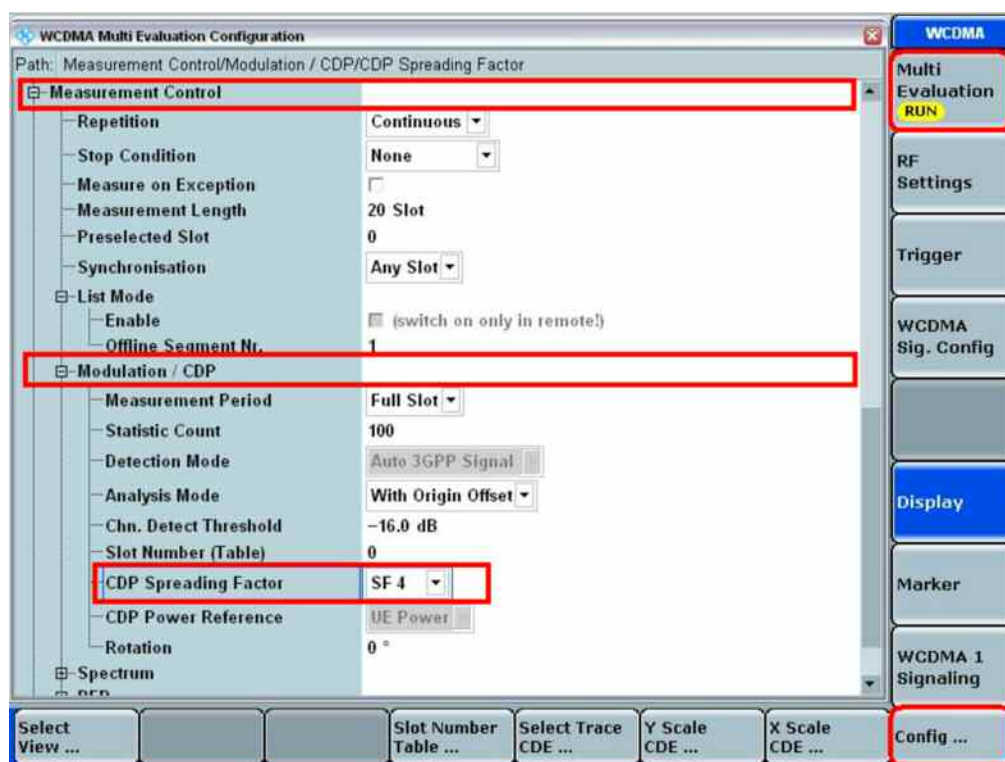 WCDMA Multi Evaluation Configuration
Path: Measurement Control/Modulation / CDP/CDP Spreading Factor
Measurement Control
Repetition Continuous
Stop Condition None
Measure on Exception
Measurement Length 20 Slot
Preselected Slot 0
Synchronisation Any Slot
List Mode
Enable (switch on only in remote!)
Offline Segment Nr. 1
Modulation / CDP
Measurement Period Full Slot
Statistic Count 100
Detection Mode Auto 3GPP Signal
Analysis Mode With Origin Offset
Chn. Detect Threshold −16.0 dB
Slot Number (Table) 0
CDP Spreading Factor SF 4
CDP Power Reference UE Power
Rotation 0 °
Spectrum
WCDMA
Multi
Evaluation
RUN
RF
Settings
Trigger
WCDMA
Sig. Config
Display
Marker
WCDMA 1
Signaling
Select
View ...
Slot Number
Table ...
Select Trace
CDE ...
Y Scale
CDE ...
X Scale
CDE ...
Config ...